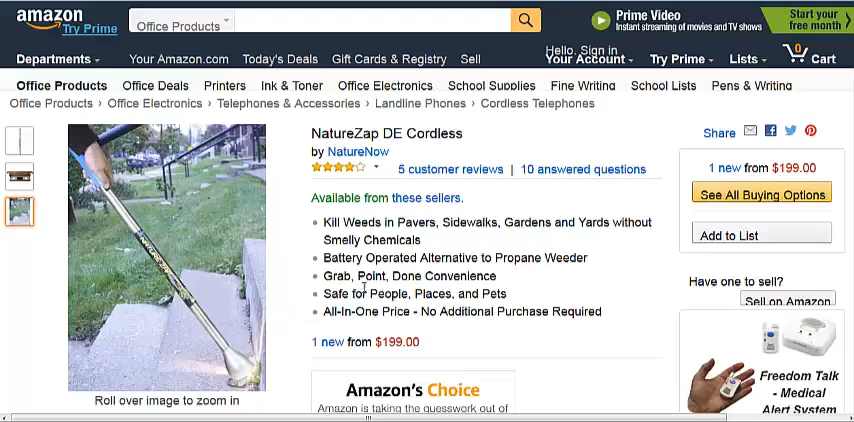 amazon
Try Prime
Office Products
Prime Video
Instant streaming of movies and TV shows
Start your
free month
Departments
Your Amazon.com
Today's Deals
Gift Cards & Registry
Sell
Hello. Sign in
Your Account
Try Prime
Lists
0
Cart
Office Products
Office Deals
Printers
Ink & Toner
Office Electronics
School Supplies
Fine Writing
School Lists
Pens & Writing
Office Products › Office Electronics › Telephones & Accessories › Landline Phones › Cordless Telephones
NatureZap DE Cordless
by NatureNow
5 customer reviews | 10 answered questions
Available from these sellers.
Kill Weeds in Pavers, Sidewalks, Gardens and Yards without
Smelly Chemicals
Battery Operated Alternative to Propane Weeder
Grab, Point, Done Convenience
Safe for People, Places, and Pets
All-In-One Price - No Additional Purchase Required
1 new from $199.00
Amazon's Choice
Amazon is taking the guesswork out of
Roll over image to zoom in
Share
1 new from $199.00
See All Buying Options
Add to List
Have one to sell?
Sell on Amazon
Freedom Talk
- Medical
Alert System